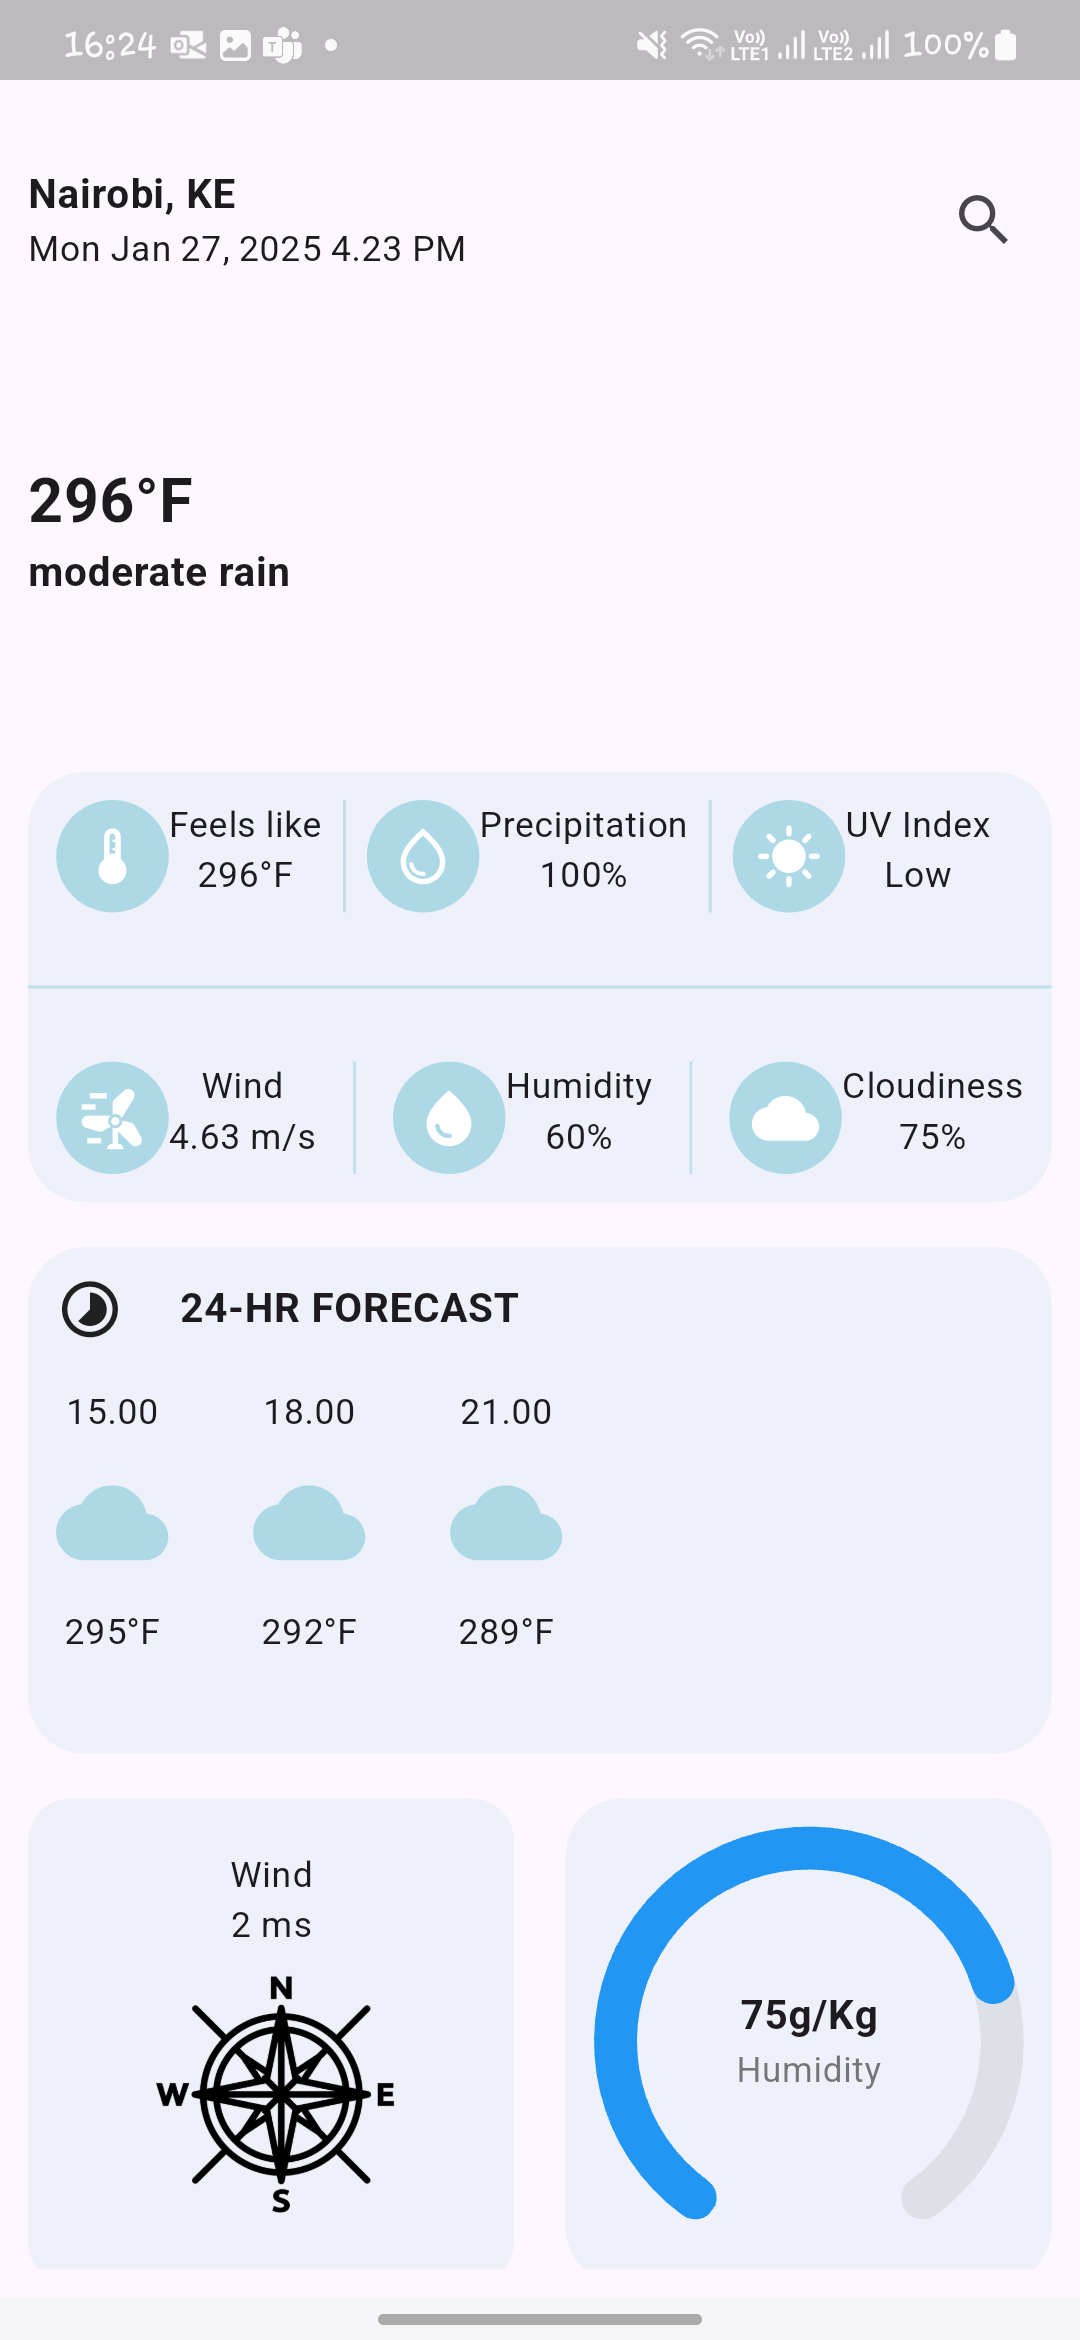 16:24
Vo)) LTE1
Vo)) LTE2
100%
Nairobi, KE
Mon Jan 27, 2025 4.23 PM
296°F
moderate rain
Feels like
296°F
Precipitation
100%
UV Index
Low
Wind
4.63 m/s
Humidity
60%
Cloudiness
75%
24-HR FORECAST
15.00 18.00 21.00
295°F 292°F 289°F
Wind
2 ms
N
W E
S
75g/Kg
Humidity